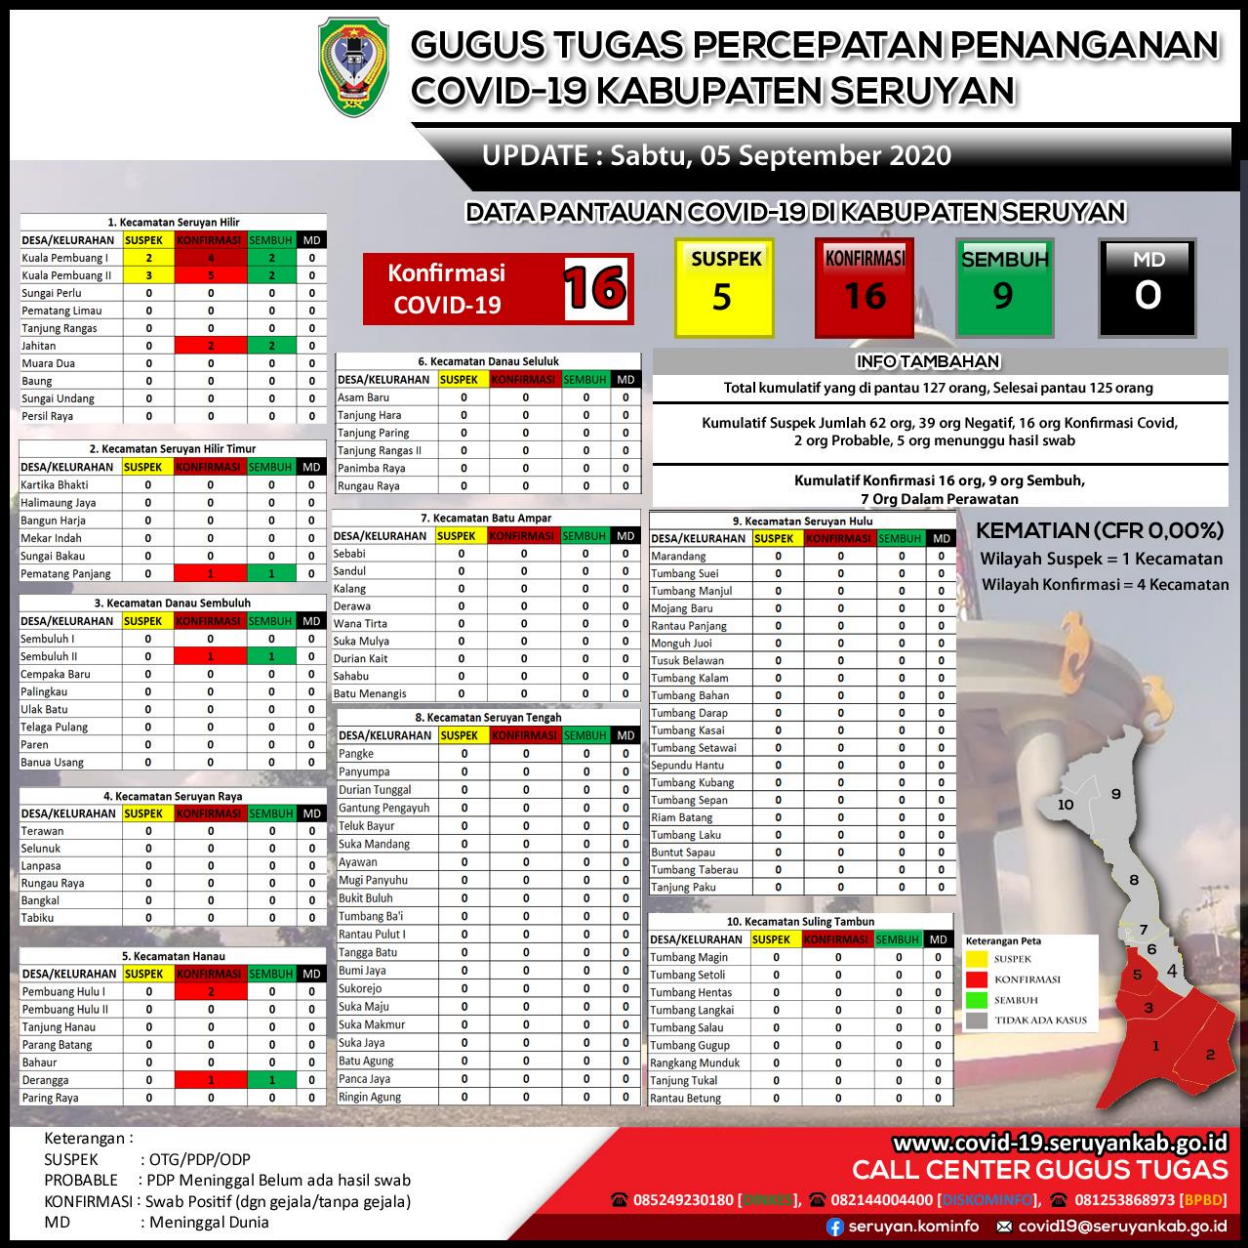 GUGUS TUGAS PERCEPATAN PENANGANAN
COVID-19 KABUPATEN SERUYAN
UPDATE : Sabtu, 05 September 2020
DATA PANTAUAN COVID-19 DI KABUPATEN SERUYAN
Konfirmasi COVID-19 16
SUSPEK 5
KONFIRMASI 16
SEMBUH 9
MD 0
INFO TAMBAHAN
Total kumulatif yang di pantau 127 orang, Selesai pantau 125 orang
Kumulatif Suspek Jumlah 62 org, 39 org Negatif, 16 org Konfirmasi Covid,
2 org Probable, 5 org menunggu hasil swab
Kumulatif Konfirmasi 16 org, 9 org Sembuh,
7 Org Dalam Perawatan
KEMATIAN (CFR 0,00%)
Wilayah Suspek = 1 Kecamatan
Wilayah Konfirmasi = 4 Kecamatan
1. Kecamatan Seruyan Hilir
DESA/KELURAHAN SUSPEK KONFIRMASI SEMBUH MD
Kuala Pembuang I 2 4 2 0
Kuala Pembuang II 3 5 2 0
Sungai Perlu 0 0 0 0
Pematang Limau 0 0 0 0
Tanjung Rangas 0 0 0 0
Jahitan 0 2 2 0
Muara Dua 0 0 0 0
Baung 0 0 0 0
Sungai Undang 0 0 0 0
Persil Raya 0 0 0 0
2. Kecamatan Seruyan Hilir Timur
DESA/KELURAHAN SUSPEK KONFIRMASI SEMBUH MD
Kartika Bhakti 0 0 0 0
Halimaung Jaya 0 0 0 0
Bangun Harja 0 0 0 0
Mekar Indah 0 0 0 0
Sungai Bakau 0 0 0 0
Pematang Panjang 0 1 1 0
3. Kecamatan Danau Sembuluh
DESA/KELURAHAN SUSPEK KONFIRMASI SEMBUH MD
Sembuluh I 0 0 0 0
Sembuluh II 0 1 1 0
Cempaka Baru 0 0 0 0
Palingkau 0 0 0 0
Ulak Batu 0 0 0 0
Telaga Pulang 0 0 0 0
Paren 0 0 0 0
Banua Usang 0 0 0 0
4. Kecamatan Seruyan Raya
DESA/KELURAHAN SUSPEK KONFIRMASI SEMBUH MD
Terawan 0 0 0 0
Selunuk 0 0 0 0
Lanpasa 0 0 0 0
Rungau Raya 0 0 0 0
Bangkal 0 0 0 0
Tabiku 0 0 0 0
5. Kecamatan Hanau
DESA/KELURAHAN SUSPEK KONFIRMASI SEMBUH MD
Pembuang Hulu I 0 2 0 0
Pembuang Hulu II 0 0 0 0
Tanjung Hanau 0 0 0 0
Parang Batang 0 0 0 0
Bahaur 0 0 0 0
Derangga 0 1 1 0
Paring Raya 0 0 0 0
6. Kecamatan Danau Seluluk
DESA/KELURAHAN SUSPEK KONFIRMASI SEMBUH MD
Asam Baru 0 0 0 0
Tanjung Hara 0 0 0 0
Tanjung Paring 0 0 0 0
Tanjung Rangas II 0 0 0 0
Panimba Raya 0 0 0 0
Rungau Raya 0 0 0 0
7. Kecamatan Batu Ampar
DESA/KELURAHAN SUSPEK KONFIRMASI SEMBUH MD
Sebabi 0 0 0 0
Sandul 0 0 0 0
Kalang 0 0 0 0
Derawa 0 0 0 0
Wana Tirta 0 0 0 0
Suka Mulya 0 0 0 0
Durian Kait 0 0 0 0
Sahabu 0 0 0 0
Batu Menangis 0 0 0 0
8. Kecamatan Seruyan Tengah
DESA/KELURAHAN SUSPEK KONFIRMASI SEMBUH MD
Pangke 0 0 0 0
Panyumpa 0 0 0 0
Durian Tunggal 0 0 0 0
Gantung Pengayuh 0 0 0 0
Teluk Bayur 0 0 0 0
Suka Mandang 0 0 0 0
Ayawan 0 0 0 0
Mugi Panyuhu 0 0 0 0
Bukit Buluh 0 0 0 0
Tumbang Ba'i 0 0 0 0
Rantau Pulut I 0 0 0 0
Tangga Batu 0 0 0 0
Bumi Jaya 0 0 0 0
Sukorejo 0 0 0 0
Suka Maju 0 0 0 0
Suka Makmur 0 0 0 0
Suka Jaya 0 0 0 0
Batu Agung 0 0 0 0
Panca Jaya 0 0 0 0
Ringin Agung 0 0 0 0
9. Kecamatan Seruyan Hulu
DESA/KELURAHAN SUSPEK KONFIRMASI SEMBUH MD
Marandang 0 0 0 0
Tumbang Suei 0 0 0 0
Tumbang Manjul 0 0 0 0
Mojang Baru 0 0 0 0
Rantau Panjang 0 0 0 0
Monguh Juoi 0 0 0 0
Tusuk Belawan 0 0 0 0
Tumbang Kalam 0 0 0 0
Tumbang Bahan 0 0 0 0
Tumbang Darap 0 0 0 0
Tumbang Kasai 0 0 0 0
Tumbang Setawai 0 0 0 0
Sepundu Hantu 0 0 0 0
Tumbang Kubang 0 0 0 0
Tumbang Sepan 0 0 0 0
Riam Batang 0 0 0 0
Tumbang Laku 0 0 0 0
Buntut Sapau 0 0 0 0
Tumbang Taberau 0 0 0 0
Tanjung Paku 0 0 0 0
10. Kecamatan Suling Tambun
DESA/KELURAHAN SUSPEK KONFIRMASI SEMBUH MD
Tumbang Magin 0 0 0 0
Tumbang Setoli 0 0 0 0
Tumbang Hentas 0 0 0 0
Tumbang Langkai 0 0 0 0
Tumbang Salau 0 0 0 0
Tumbang Gugup 0 0 0 0
Rangkang Munduk 0 0 0 0
Tanjung Tukal 0 0 0 0
Rantau Betung 0 0 0 0
Keterangan Peta
SUSPEK
KONFIRMASI
SEMBUH
TIDAK ADA KASUS
10
9
8
7
6
5
4
3
1
2
Keterangan :
SUSPEK : OTG/PDP/ODP
PROBABLE : PDP Meninggal Belum ada hasil swab
KONFIRMASI : Swab Positif (dgn gejala/tanpa gejala)
MD : Meninggal Dunia
www.covid-19.seruyankab.go.id
CALL CENTER GUGUS TUGAS
085249230180 [DINKES], 082144004400 [DISKOMINFO], 081253868973 [BPBD]
seruyan.kominfo covid19@seruyankab.go.id